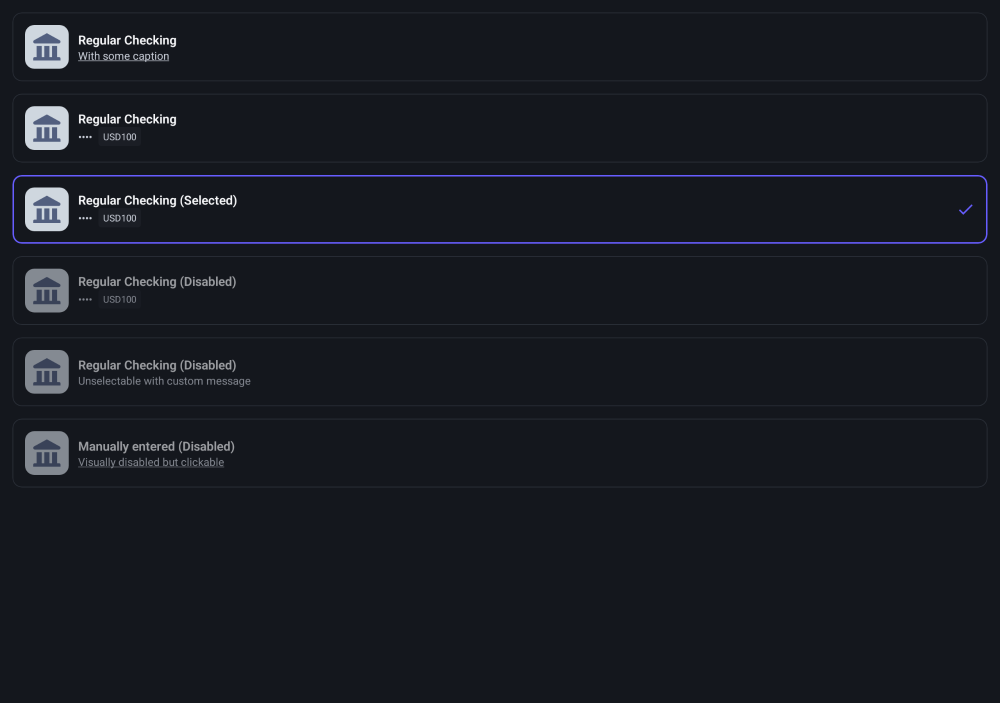 Regular Checking
With some caption
Regular Checking
•••• USD100
Regular Checking (Selected)
•••• USD100
Regular Checking (Disabled)
•••• USD100
Regular Checking (Disabled)
Unselectable with custom message
Manually entered (Disabled)
Visually disabled but clickable